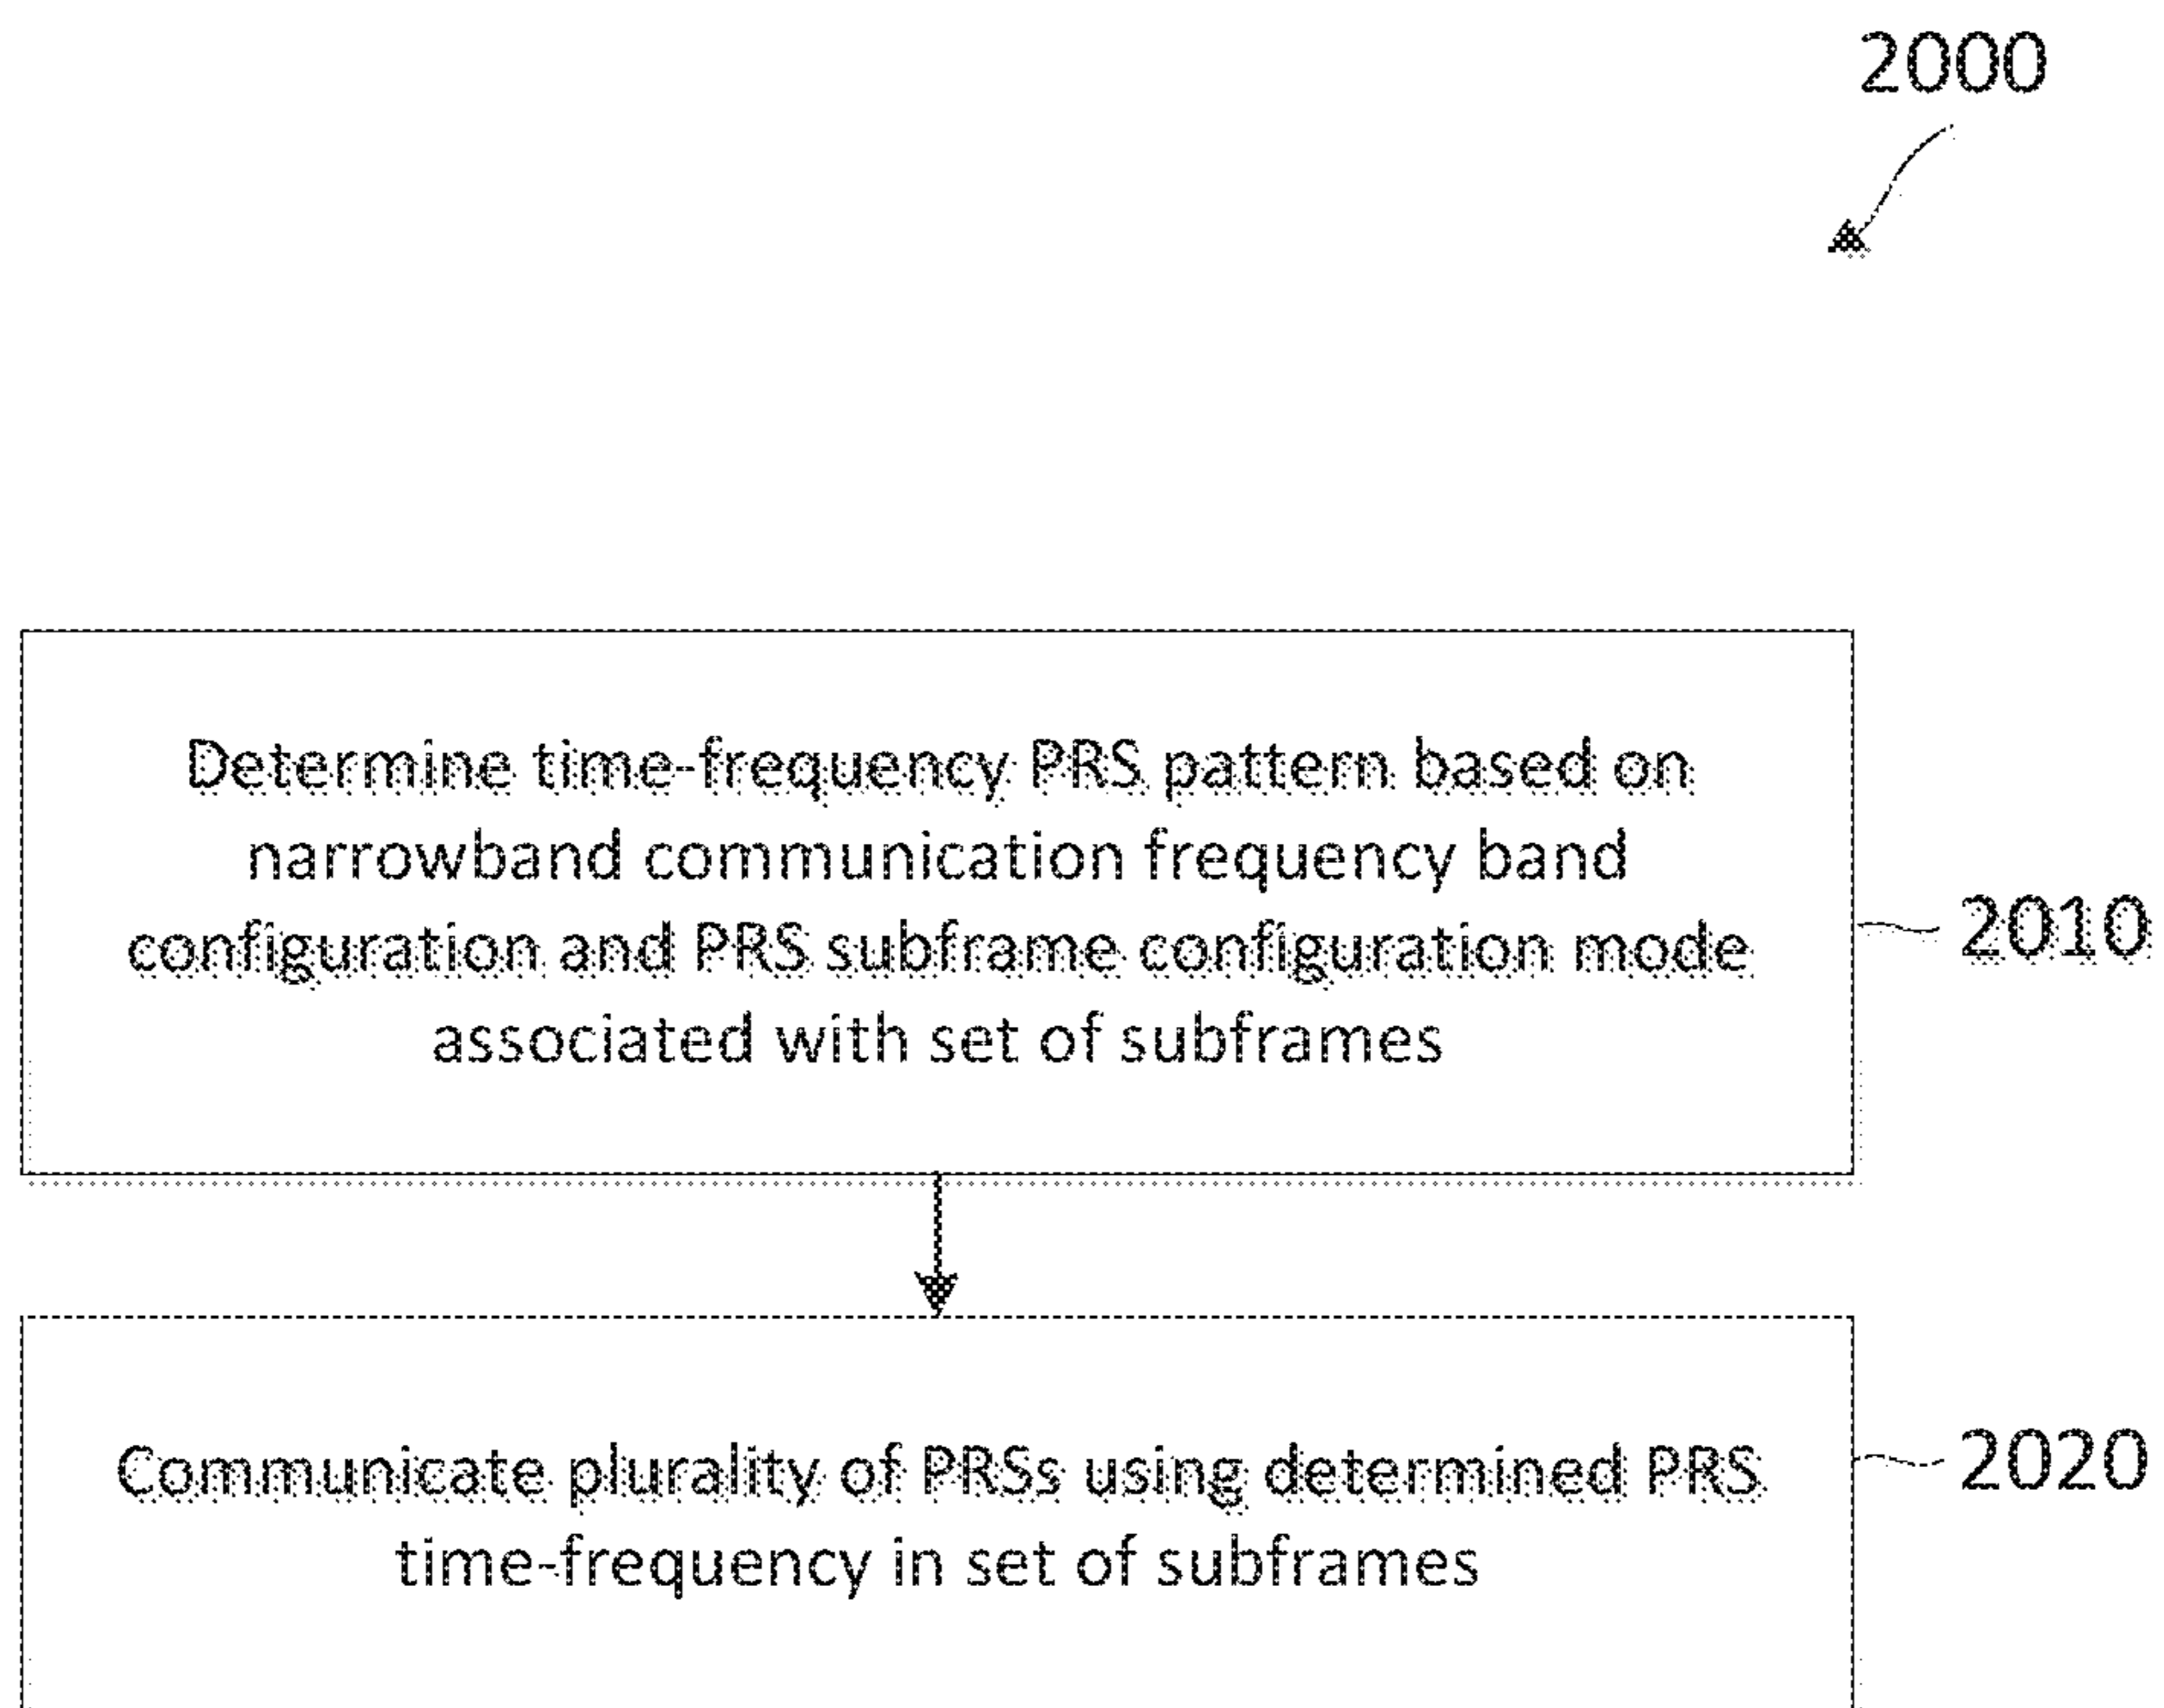 2000
Determine time-frequency PRS pattern based on
narrowband communication frequency band
configuration and PRS subframe configuration mode
associated with set of subframes
2010
Communicate plurality of PRSs using determined PRS
time-frequency in set of subframes
2020